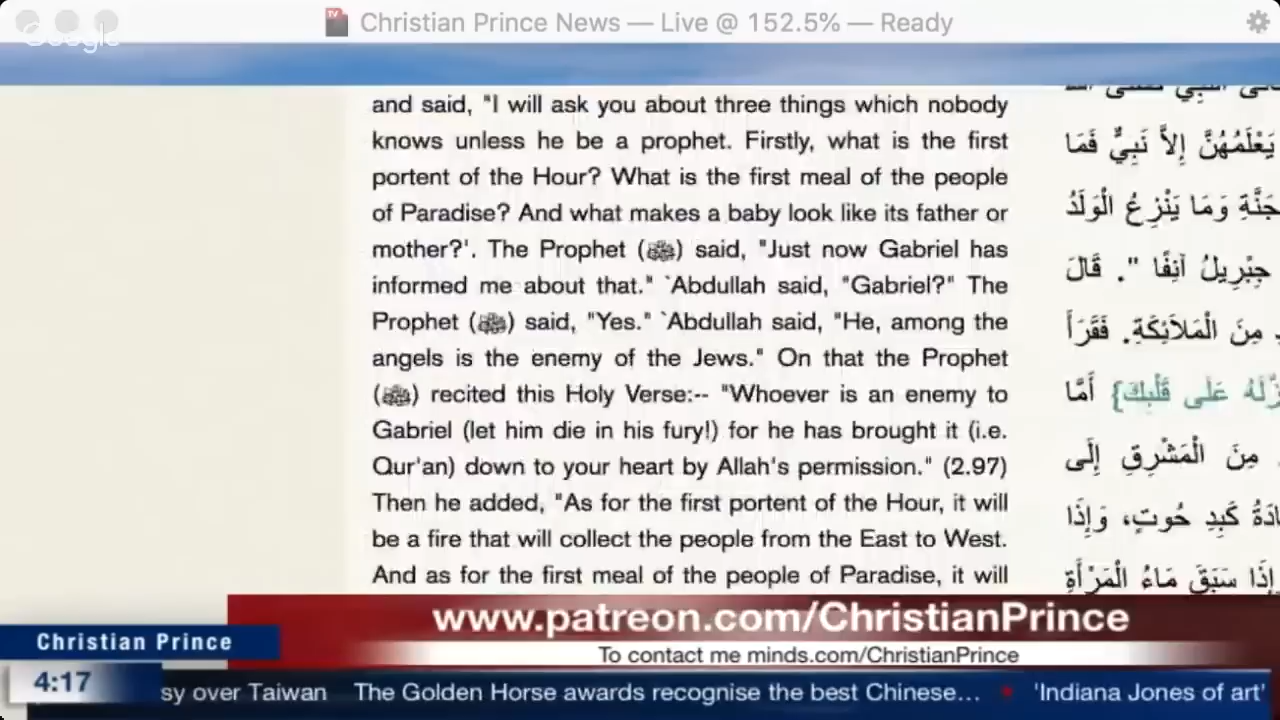 Christian Prince News — Live @ 152.5% — Ready
Google
and said, "I will ask you about three things which nobody
knows unless he be a prophet. Firstly, what is the first
portent of the Hour? What is the first meal of the people
of Paradise? And what makes a baby look like its father or
mother?'. The Prophet (ﷺ) said, "Just now Gabriel has
informed me about that." `Abdullah said, "Gabriel?" The
Prophet (ﷺ) said, "Yes." `Abdullah said, "He, among the
angels is the enemy of the Jews." On that the Prophet
(ﷺ) recited this Holy Verse:-- "Whoever is an enemy to
Gabriel (let him die in his fury!) for he has brought it (i.e.
Qur'an) down to your heart by Allah's permission." (2.97)
Then he added, "As for the first portent of the Hour, it will
be a fire that will collect the people from the East to West.
And as for the first meal of the people of Paradise, it will
يَعْلَمُهُنَّ إِلاَّ نَبِيٌّ فَمَا
جَنَّةِ وَمَا يَنْزِعُ الْوَلَدُ
جِبْرِيلُ آنِفًا ". قَالَ
مِنَ الْمَلاَئِكَةِ. فَقَرَأَ
عَلَى قَلْبِكَ} أَمَّا
مِنَ الْمَشْرِقِ إِلَى
كَبِدِ حُوتٍ، وَإِذَا
إِذَا سَبَقَ مَاءُ الْمَرْأَةِ
www.patreon.com/ChristianPrince
Christian Prince
To contact me minds.com/ChristianPrince
4:17
sy over Taiwan The Golden Horse awards recognise the best Chinese... • 'Indiana Jones of art'